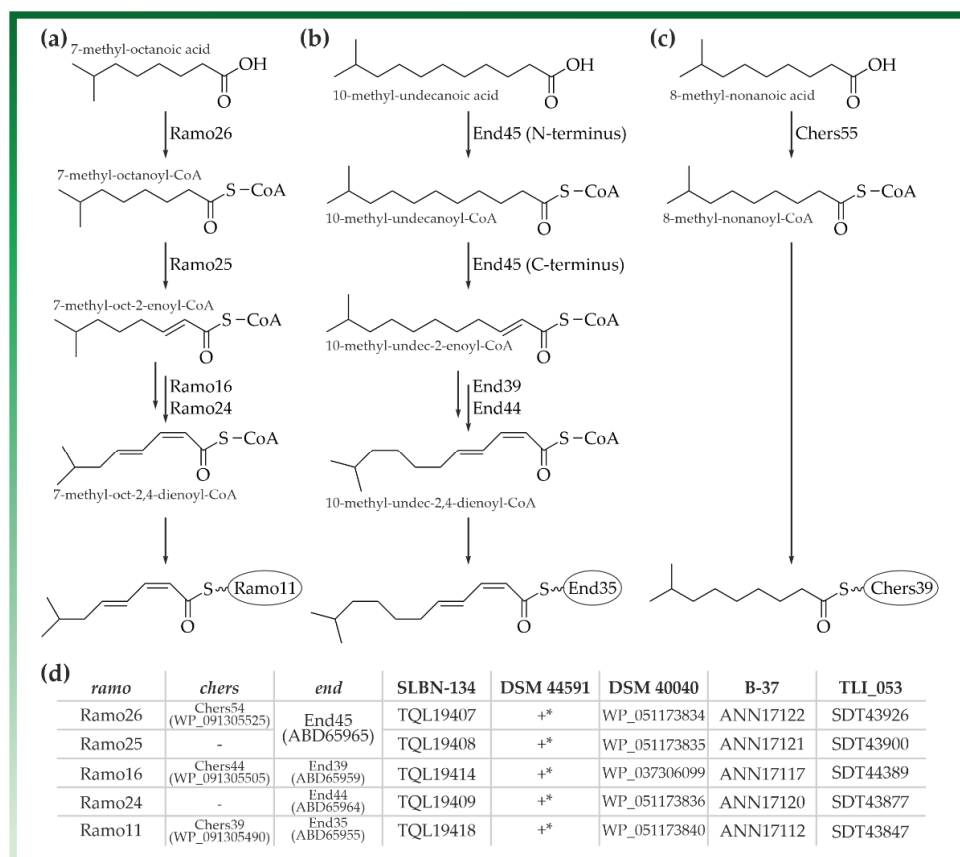 (a) (b) (c)
7-methyl-octanoic acid
OH
O
10-methyl-undecanoic acid
OH
O
8-methyl-nonanoic acid
OH
O
Ramo26
End45 (N-terminus)
Chers55
7-methyl-octanoyl-CoA
S-CoA
O
10-methyl-undecanoyl-CoA
S-CoA
O
8-methyl-nonanoyl-CoA
S-CoA
O
Ramo25
End45 (C-terminus)
7-methyl-oct-2-enoyl-CoA
S-CoA
O
10-methyl-undec-2-enoyl-CoA
S-CoA
O
Ramo16
Ramo24
End39
End44
S-CoA
O
7-methyl-oct-2,4-dienoyl-CoA
S-CoA
O
10-methyl-undec-2,4-dienoyl-CoA
S Ramo11
O
S End35
O
S Chers39
O
(d)
ramo chers end SLBN-134 DSM 44591 DSM 40040 B-37 TLI_053
Ramo26 Chers54 (WP_091305525) End45 (ABD65965) TQL19407 +* WP_051173834 ANN17122 SDT43926
Ramo25 - TQL19408 +* WP_051173835 ANN17121 SDT43900
Ramo16 Chers44 (WP_091305505) End39 (ABD65959) TQL19414 +* WP_037306099 ANN17117 SDT44389
Ramo24 - End44 (ABD65964) TQL19409 +* WP_051173836 ANN17120 SDT43877
Ramo11 Chers39 (WP_091305490) End35 (ABD65955) TQL19418 +* WP_051173840 ANN17112 SDT43847